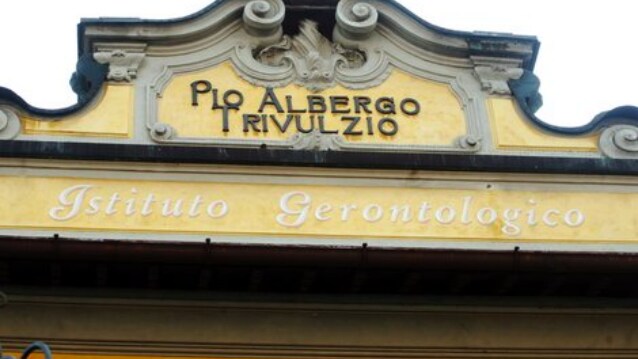 Pio Albergo
Trivulzio
Istituto Gerontologico